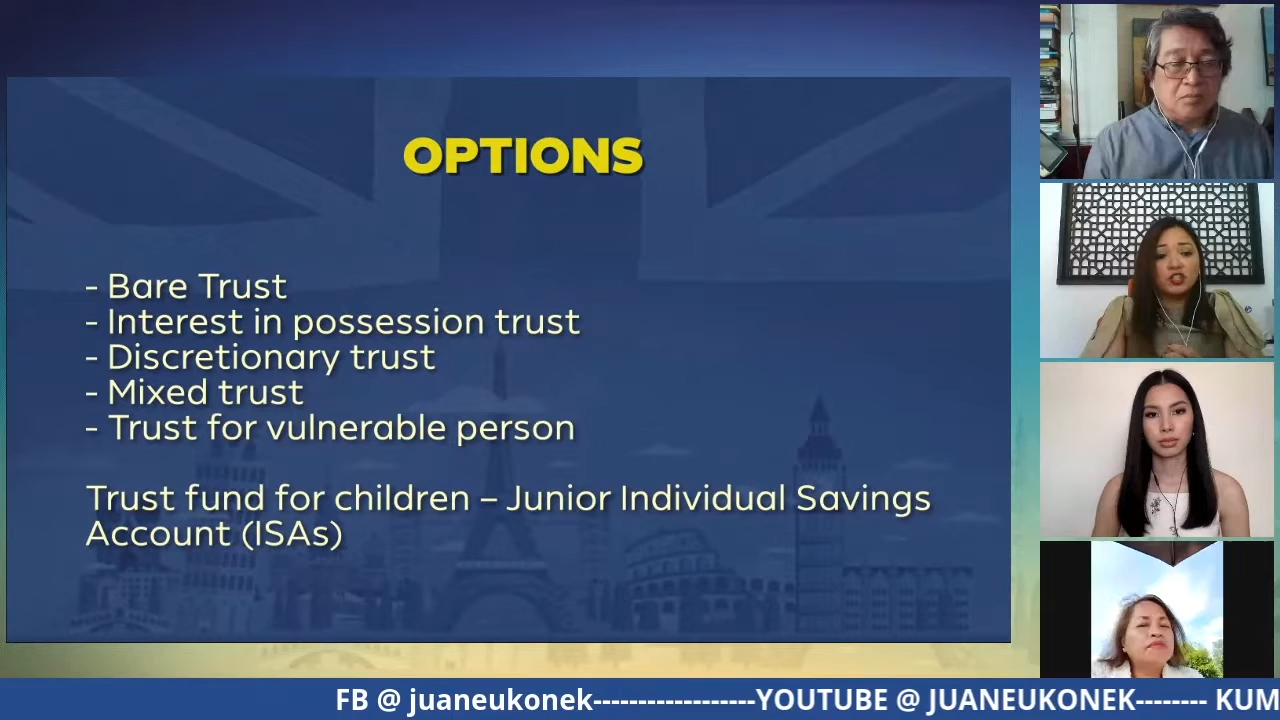 OPTIONS
- Bare Trust
- Interest in possession trust
- Discretionary trust
- Mixed trust
- Trust for vulnerable person
Trust fund for children – Junior Individual Savings
Account (ISAs)
FB @ juaneukonek-----------------YOUTUBE @ JUANEUKONEK-------- KUM